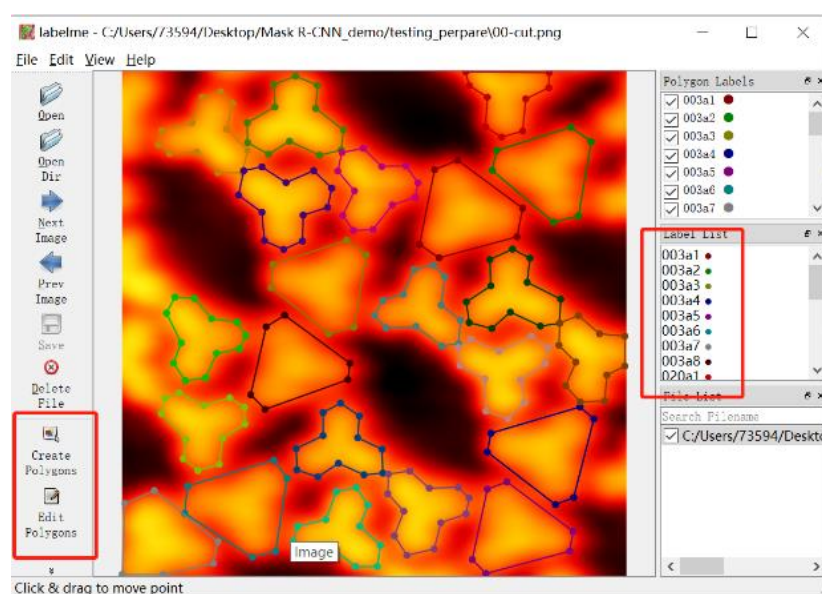 labelme - C:/Users/73594/Desktop/Mask R-CNN_demo/testing_perpare\00-cut.png
File Edit View Help
Open
Open
Dir
Next
Image
Prev
Image
Save
Delete
File
Create
Polygons
Edit
Polygons
Image
Polygon Labels
003a1
003a2
003a3
003a4
003a5
003a6
003a7
Label List
003a1
003a2
003a3
003a4
003a5
003a6
003a7
003a8
020a1
File List
Search Filename
C:/Users/73594/Deskto
Click & drag to move point